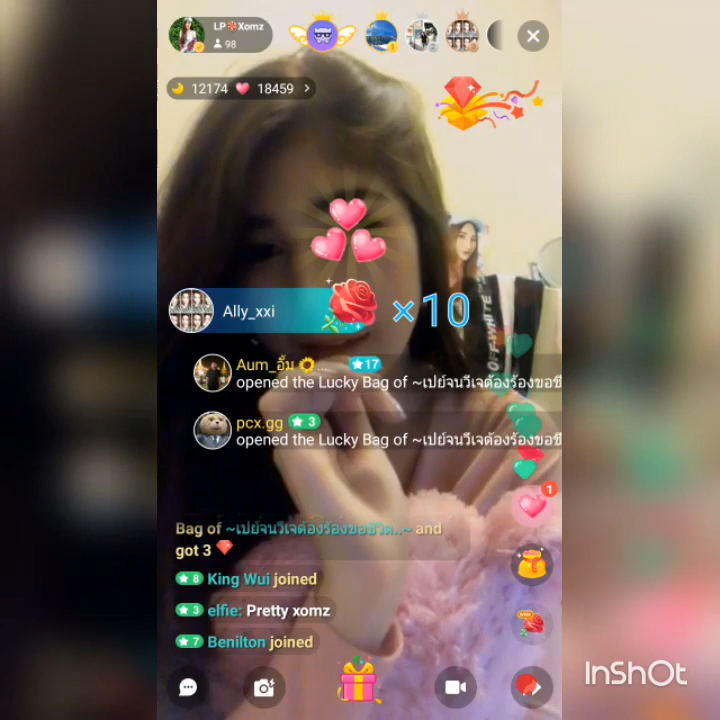 LP Xomz
98
12174 18459 >
1
Ally_xxi ×10
OFF-WHITE
Aum_อั้ม ... ★17
opened the Lucky Bag of ~เปย์จนวีเจต้องร้องขอชี
pcx.gg ★ 3
opened the Lucky Bag of ~เปย์จนวีเจต้องร้องขอชี
1
Bag of ~เปย์จนวีเจต้องร้องขอชีวิต..~ and
got 3
★ 8 King Wui joined
★ 3 elfie: Pretty xomz
★ 7 Benilton joined
InShOt